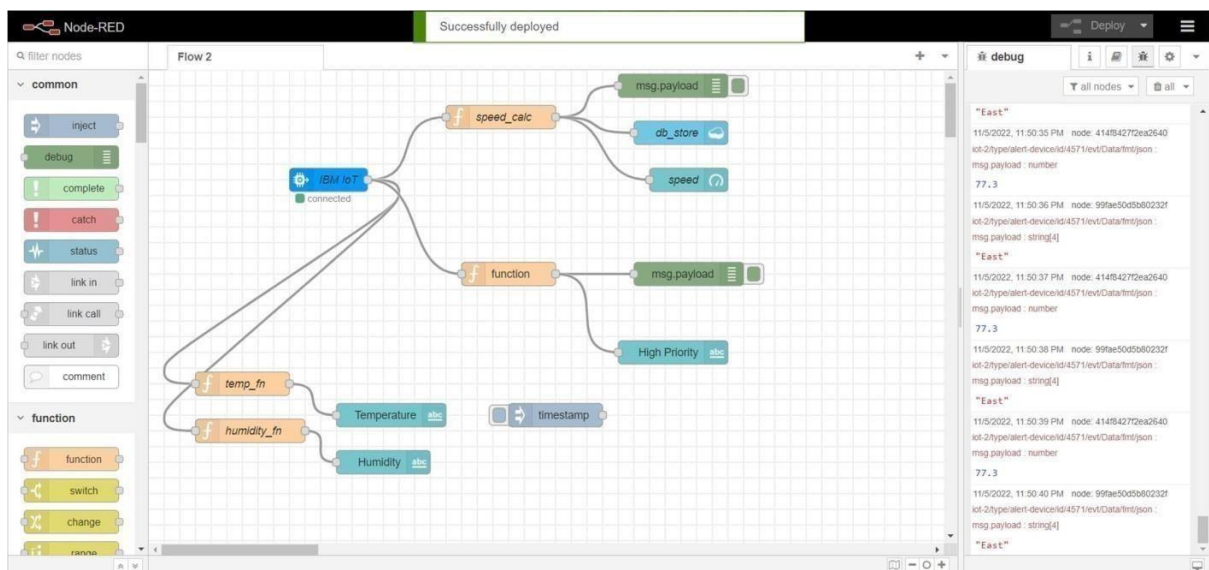 Node-RED
Successfully deployed
Deploy
filter nodes
common
inject
debug
complete
catch
status
link in
link call
link out
comment
function
function
switch
change
range
Flow 2
speed_calc
msg.payload
db_store
speed
IBM IoT
connected
function
msg.payload
High Priority
abc
temp_fn
Temperature
abc
humidity_fn
Humidity
abc
timestamp
debug
i
all nodes
all
"East"
11/5/2022, 11:50:35 PM node: 414f8427f2ea2640
iot-2/type/alert-device/id/4571/evt/Data/fmt/json :
msg.payload : number
77.3
11/5/2022, 11:50:36 PM node: 99fae50d5b80232f
iot-2/type/alert-device/id/4571/evt/Data/fmt/json :
msg.payload : string[4]
"East"
11/5/2022, 11:50:37 PM node: 414f8427f2ea2640
iot-2/type/alert-device/id/4571/evt/Data/fmt/json :
msg.payload : number
77.3
11/5/2022, 11:50:38 PM node: 99fae50d5b80232f
iot-2/type/alert-device/id/4571/evt/Data/fmt/json :
msg.payload : string[4]
"East"
11/5/2022, 11:50:39 PM node: 414f8427f2ea2640
iot-2/type/alert-device/id/4571/evt/Data/fmt/json :
msg.payload : number
77.3
11/5/2022, 11:50:40 PM node: 99fae50d5b80232f
iot-2/type/alert-device/id/4571/evt/Data/fmt/json :
msg.payload : string[4]
"East"